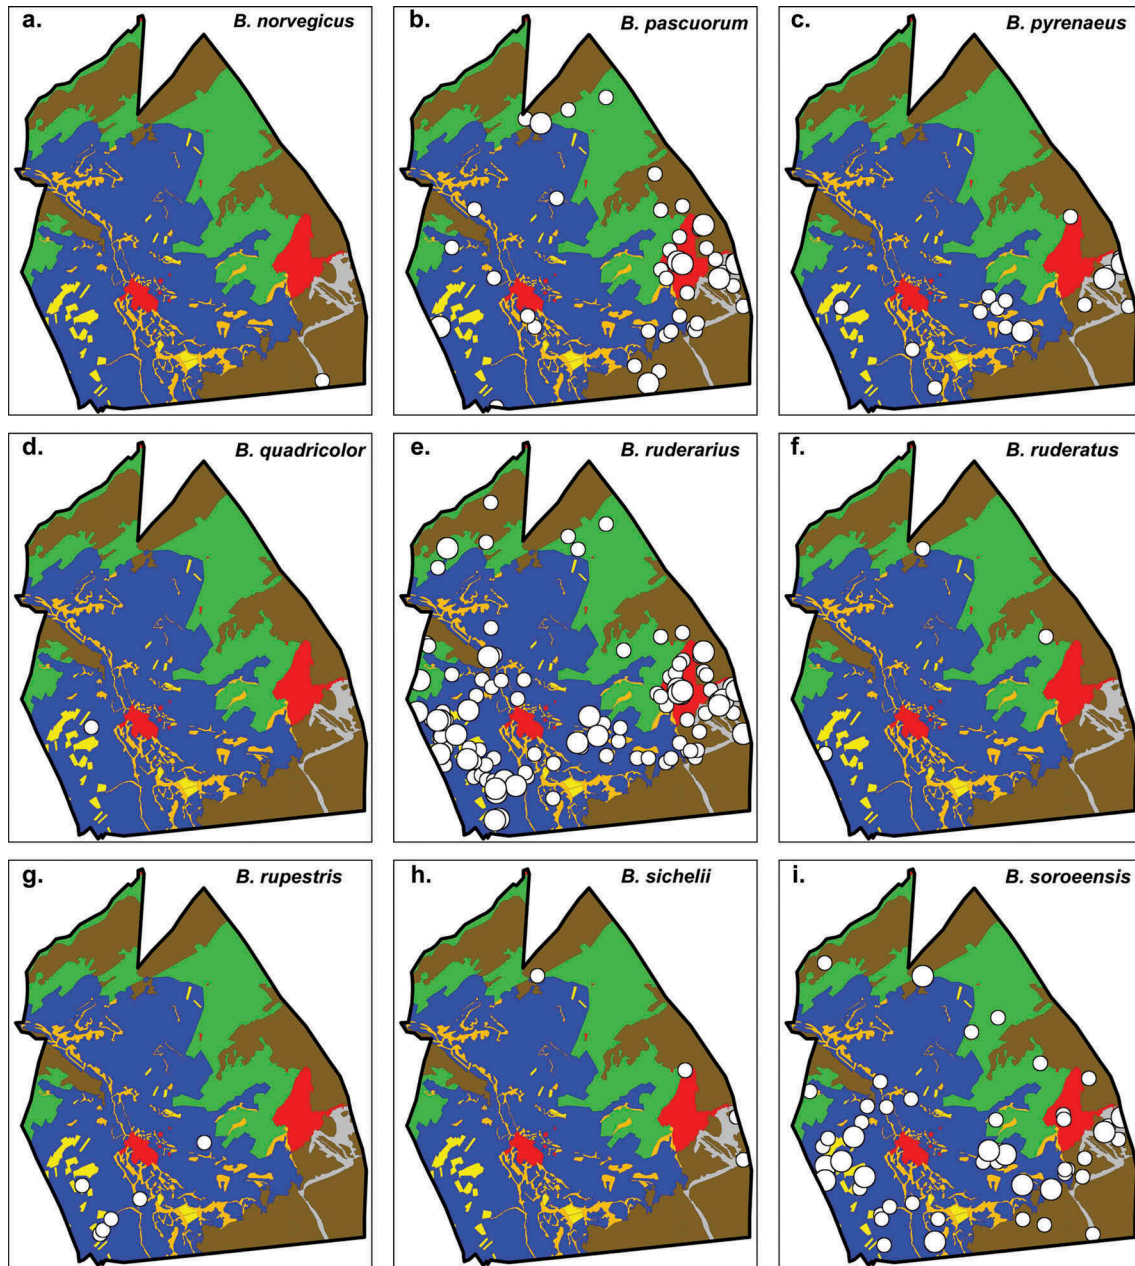 a. B. norvegicus
b. B. pascuorum
c. B. pyrenaeus
d. B. quadricolor
e. B. ruderarius
f. B. ruderatus
g. B. rupestris
h. B. sichelii
i. B. soroeensis